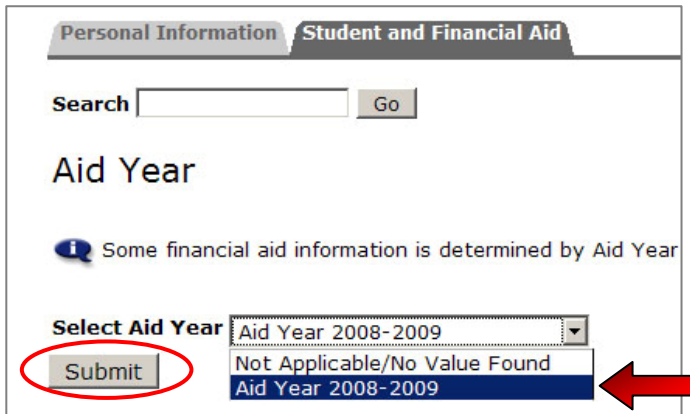 Personal Information Student and Financial Aid
Search Go
Aid Year
Some financial aid information is determined by Aid Year
Select Aid Year Aid Year 2008-2009
Submit Not Applicable/No Value Found
Aid Year 2008-2009